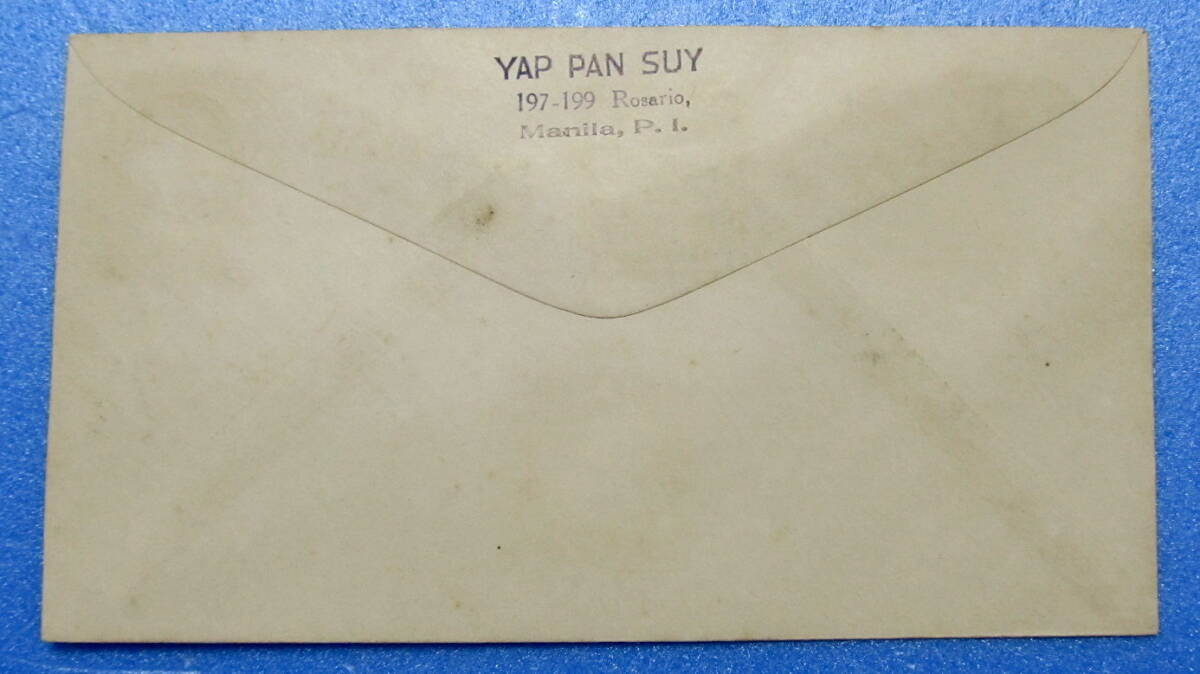 YAP PAN SUY
197-199 Rosario,
Manila, P. I.